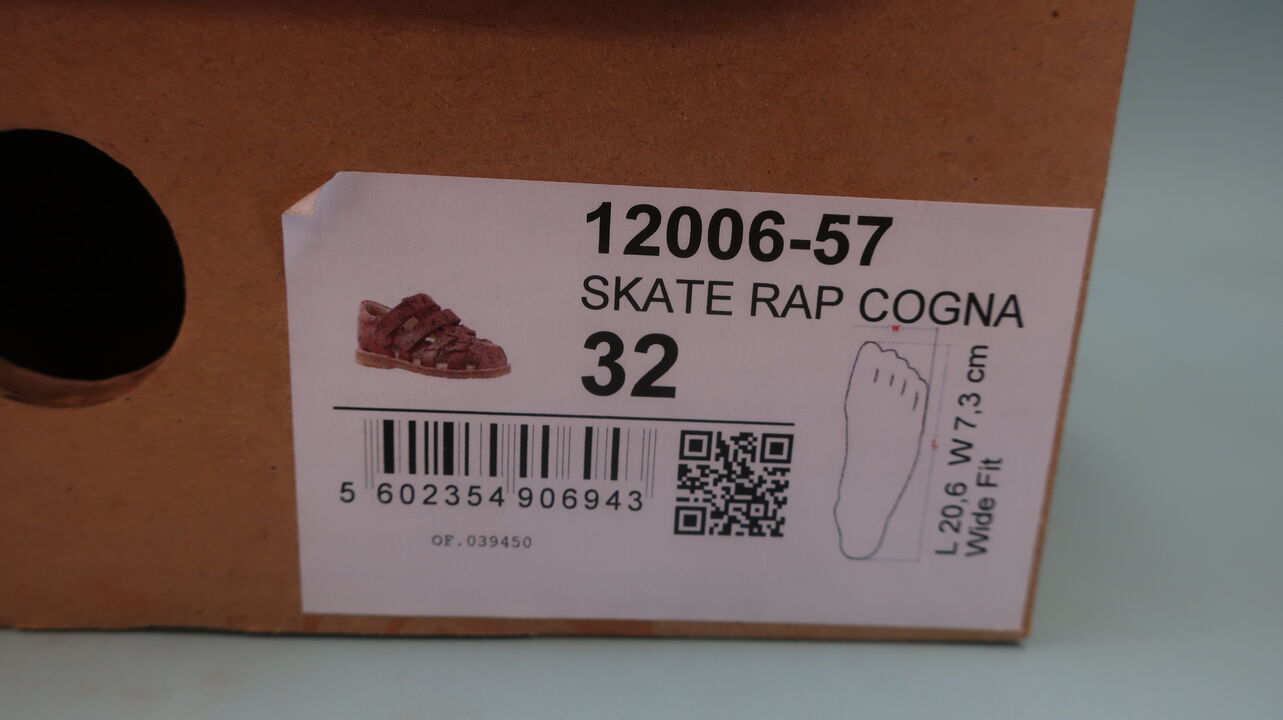 12006-57
SKATE RAP COGNA
32
5 602354 906943
OF.039450
L 20,6 W 7,3 cm
Wide Fit